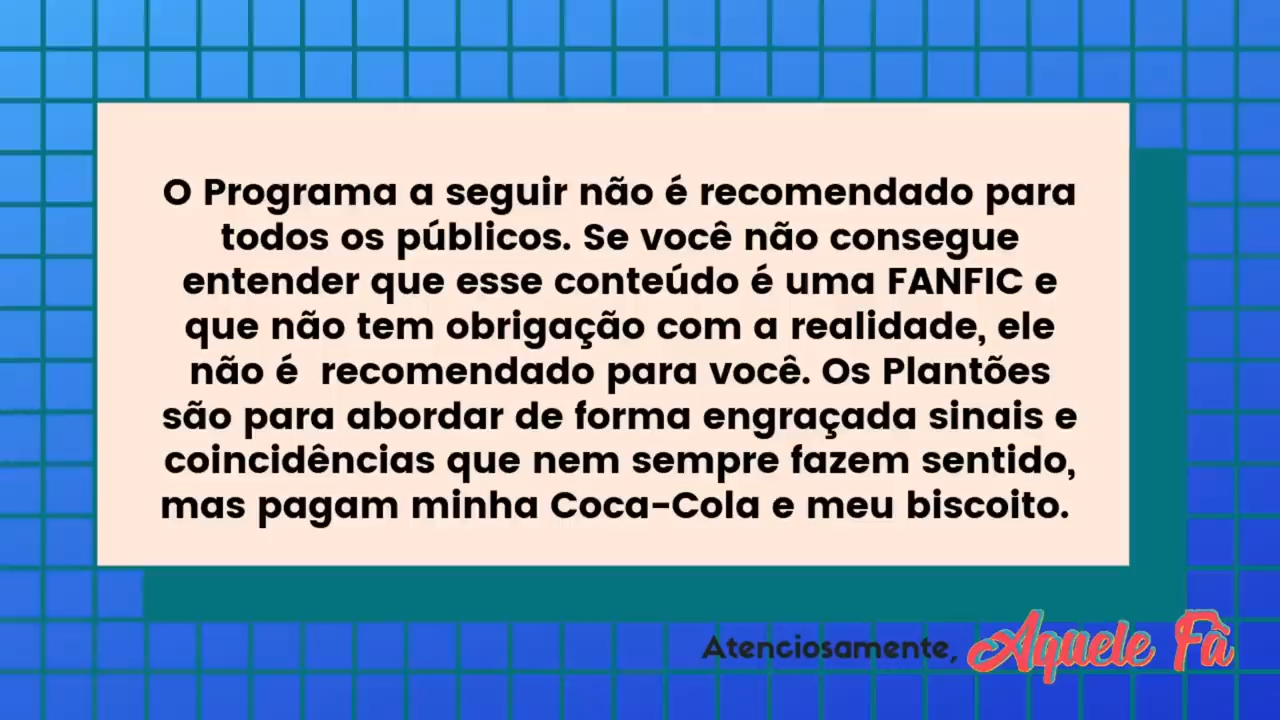 O Programa a seguir não é recomendado para
todos os públicos. Se você não consegue
entender que esse conteúdo é uma FANFIC e
que não tem obrigação com a realidade, ele
não é  recomendado para você. Os Plantões
são para abordar de forma engraçada sinais e
coincidências que nem sempre fazem sentido,
mas pagam minha Coca-Cola e meu biscoito.
Atenciosamente, Aquele Fã